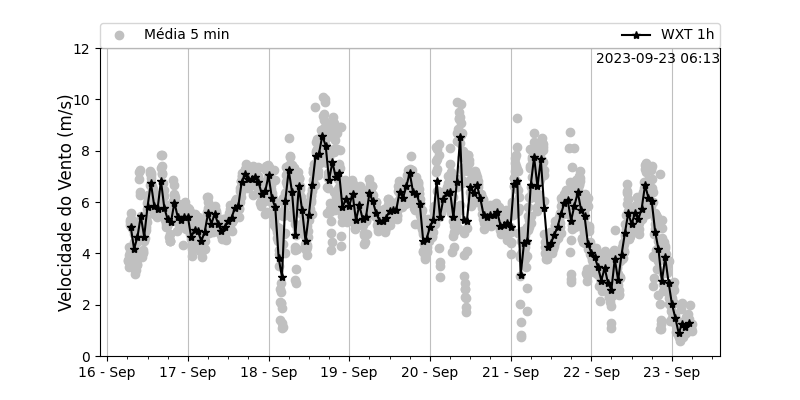 Média 5 min
WXT 1h
2023-09-23 06:13
Velocidade do Vento (m/s)
12
10
8
6
4
2
0
16 - Sep
17 - Sep
18 - Sep
19 - Sep
20 - Sep
21 - Sep
22 - Sep
23 - Sep